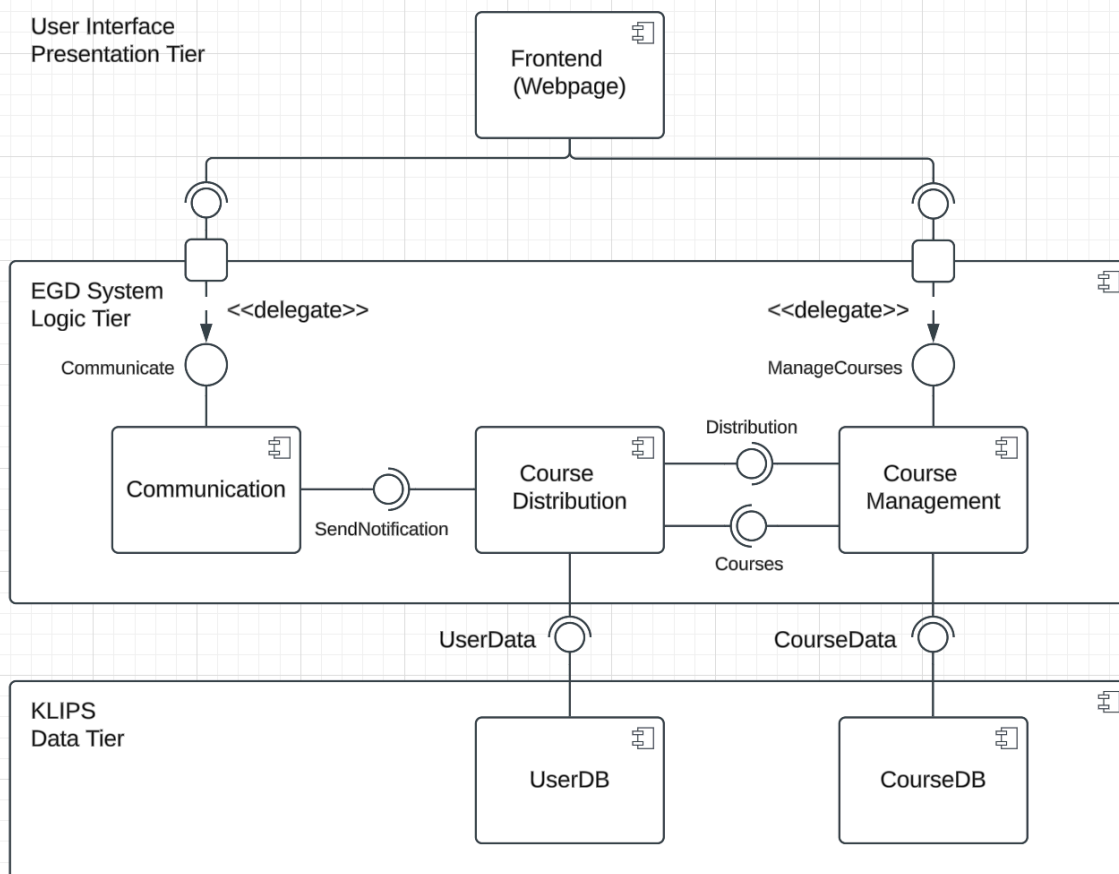 User Interface
Presentation Tier
Frontend
(Webpage)
EGD System
Logic Tier
<<delegate>>
<<delegate>>
Communicate
ManageCourses
Communication
SendNotification
Course
Distribution
Distribution
Courses
Course
Management
UserData
CourseData
KLIPS
Data Tier
UserDB
CourseDB